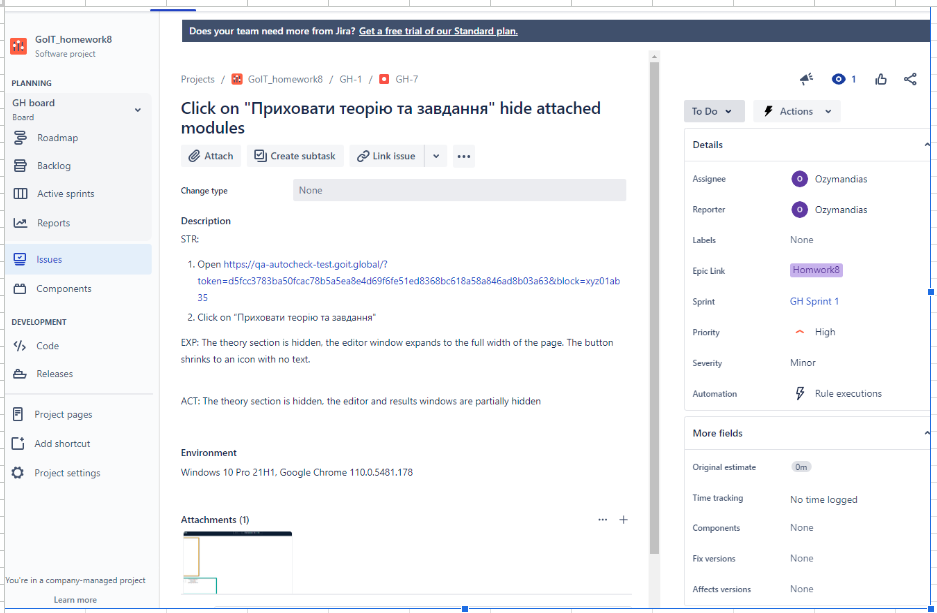 Does your team need more from Jira? Get a free trial of our Standard plan.
GoIT_homework8
Software project
PLANNING
GH board
Board
Roadmap
Backlog
Active sprints
Reports
Issues
Components
DEVELOPMENT
Code
Releases
Project pages
Add shortcut
Project settings
You're in a company-managed project
Learn more
Projects / GoIT_homework8 / GH-1 / GH-7
Click on "Приховати теорію та завдання" hide attached
modules
Attach
Create subtask
Link issue
Change type
None
Description
STR:
1. Open https://qa-autocheck-test.goit.global/?
token=d5fcc3783ba50fcac78b5a5ea8e4d69f6fe51ed8368bc618a58a846ad8b03a63&block=xyz01ab
35
2. Click on "Приховати теорію та завдання"
EXP: The theory section is hidden, the editor window expands to the full width of the page. The button
shrinks to an icon with no text.
ACT: The theory section is hidden, the editor and results windows are partially hidden
Environment
Windows 10 Pro 21H1, Google Chrome 110.0.5481.178
Attachments (1)
1
To Do
Actions
Details
Assignee
O Ozymandias
Reporter
O Ozymandias
Labels
None
Epic Link
Homwork8
Sprint
GH Sprint 1
Priority
High
Severity
Minor
Automation
Rule executions
More fields
Original estimate
0m
Time tracking
No time logged
Components
None
Fix versions
None
Affects versions
None